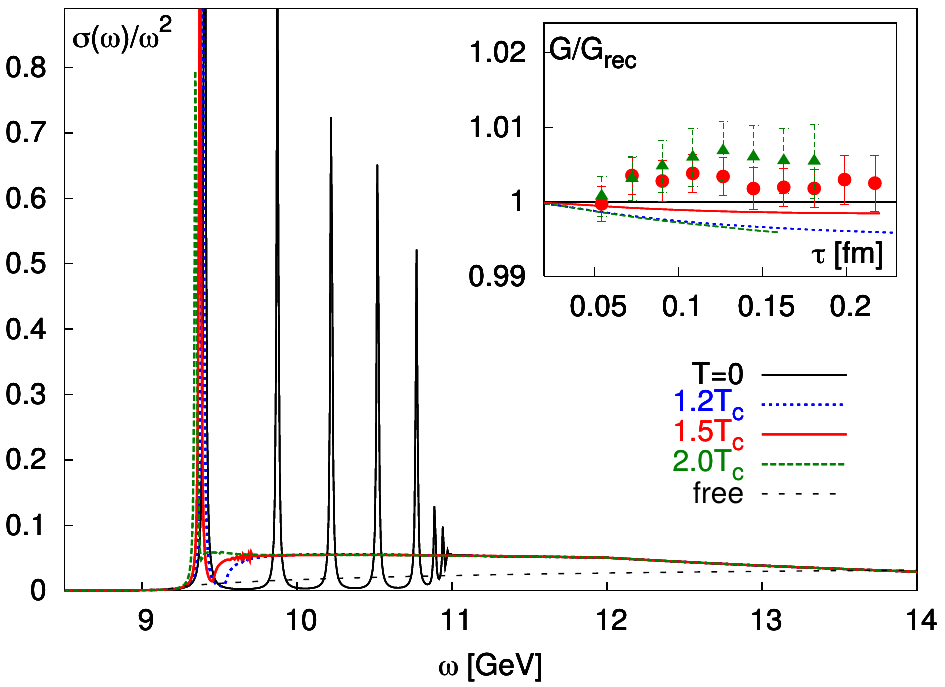 σ(ω)/ω²
0.8
0.7
0.6
0.5
0.4
0.3
0.2
0.1
0
9
10
11
12
13
14
ω [GeV]
G/G_rec
1.02
1.01
1
0.99
0.05
0.1
0.15
0.2
τ [fm]
T=0
1.2T_c
1.5T_c
2.0T_c
free